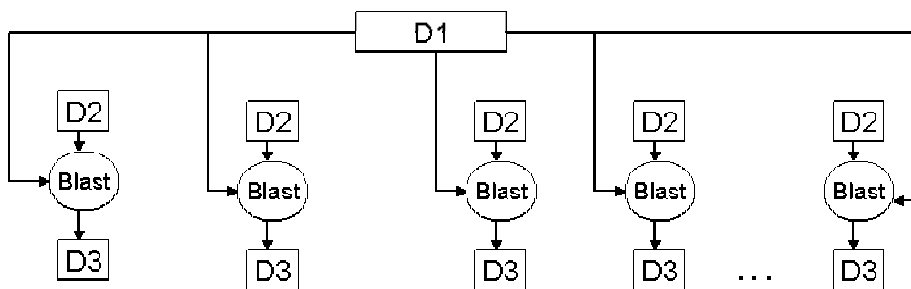 D1
D2 D2 D2 D2 D2
Blast Blast Blast Blast Blast
D3 D3 D3 D3 ... D3